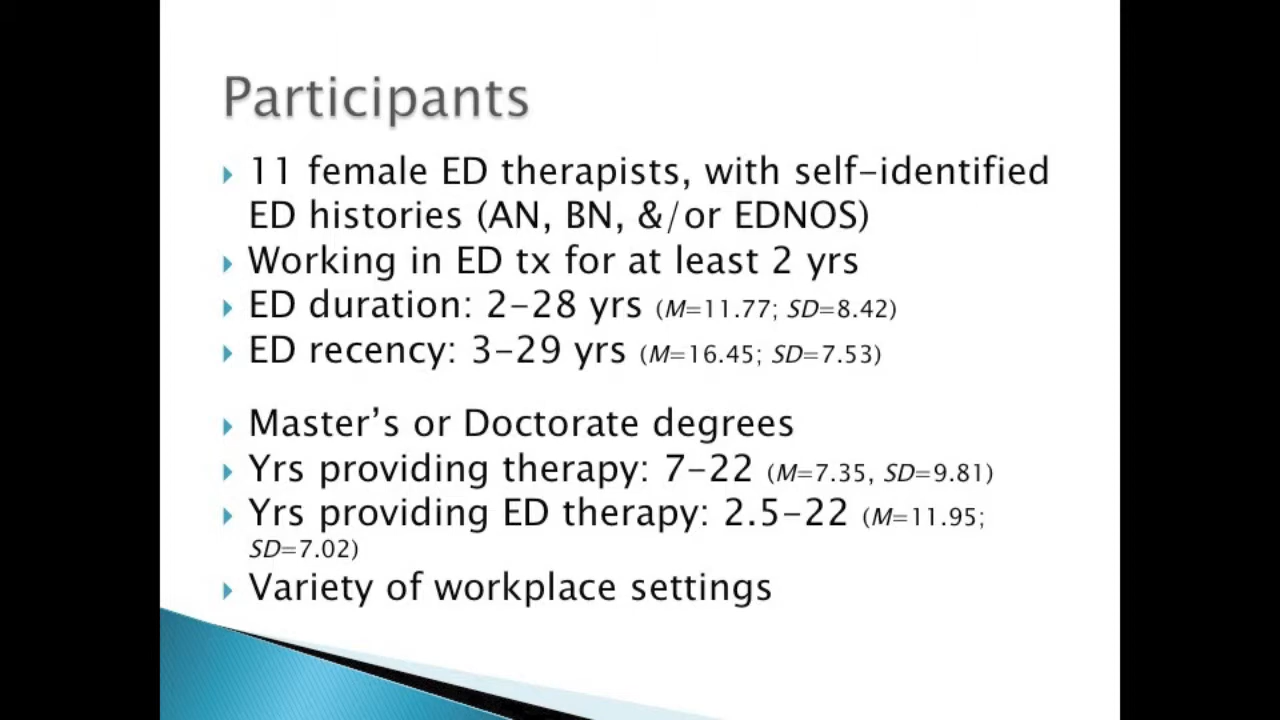 Participants
11 female ED therapists, with self-identified
ED histories (AN, BN, &/or EDNOS)
Working in ED tx for at least 2 yrs
ED duration: 2-28 yrs (M=11.77; SD=8.42)
ED recency: 3-29 yrs (M=16.45; SD=7.53)
Master's or Doctorate degrees
Yrs providing therapy: 7-22 (M=7.35, SD=9.81)
Yrs providing ED therapy: 2.5-22 (M=11.95;
SD=7.02)
Variety of workplace settings